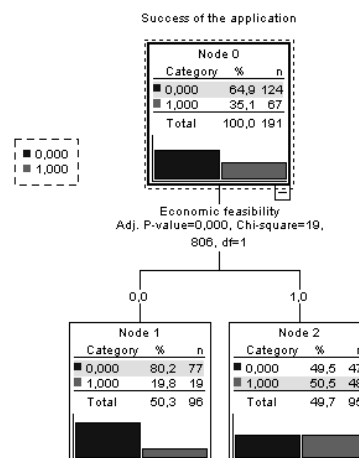 Success of the application
Node 0
Category % n
0,000 64,9 124
1,000 35,1 67
Total 100,0 191
0,000
1,000
Economic feasibility
Adj. P-value=0,000, Chi-square=19,
806, df=1
0,0 1,0
Node 1
Category % n
0,000 80,2 77
1,000 19,8 19
Total 50,3 96
Node 2
Category % n
0,000 49,5 47
1,000 50,5 48
Total 49,7 95